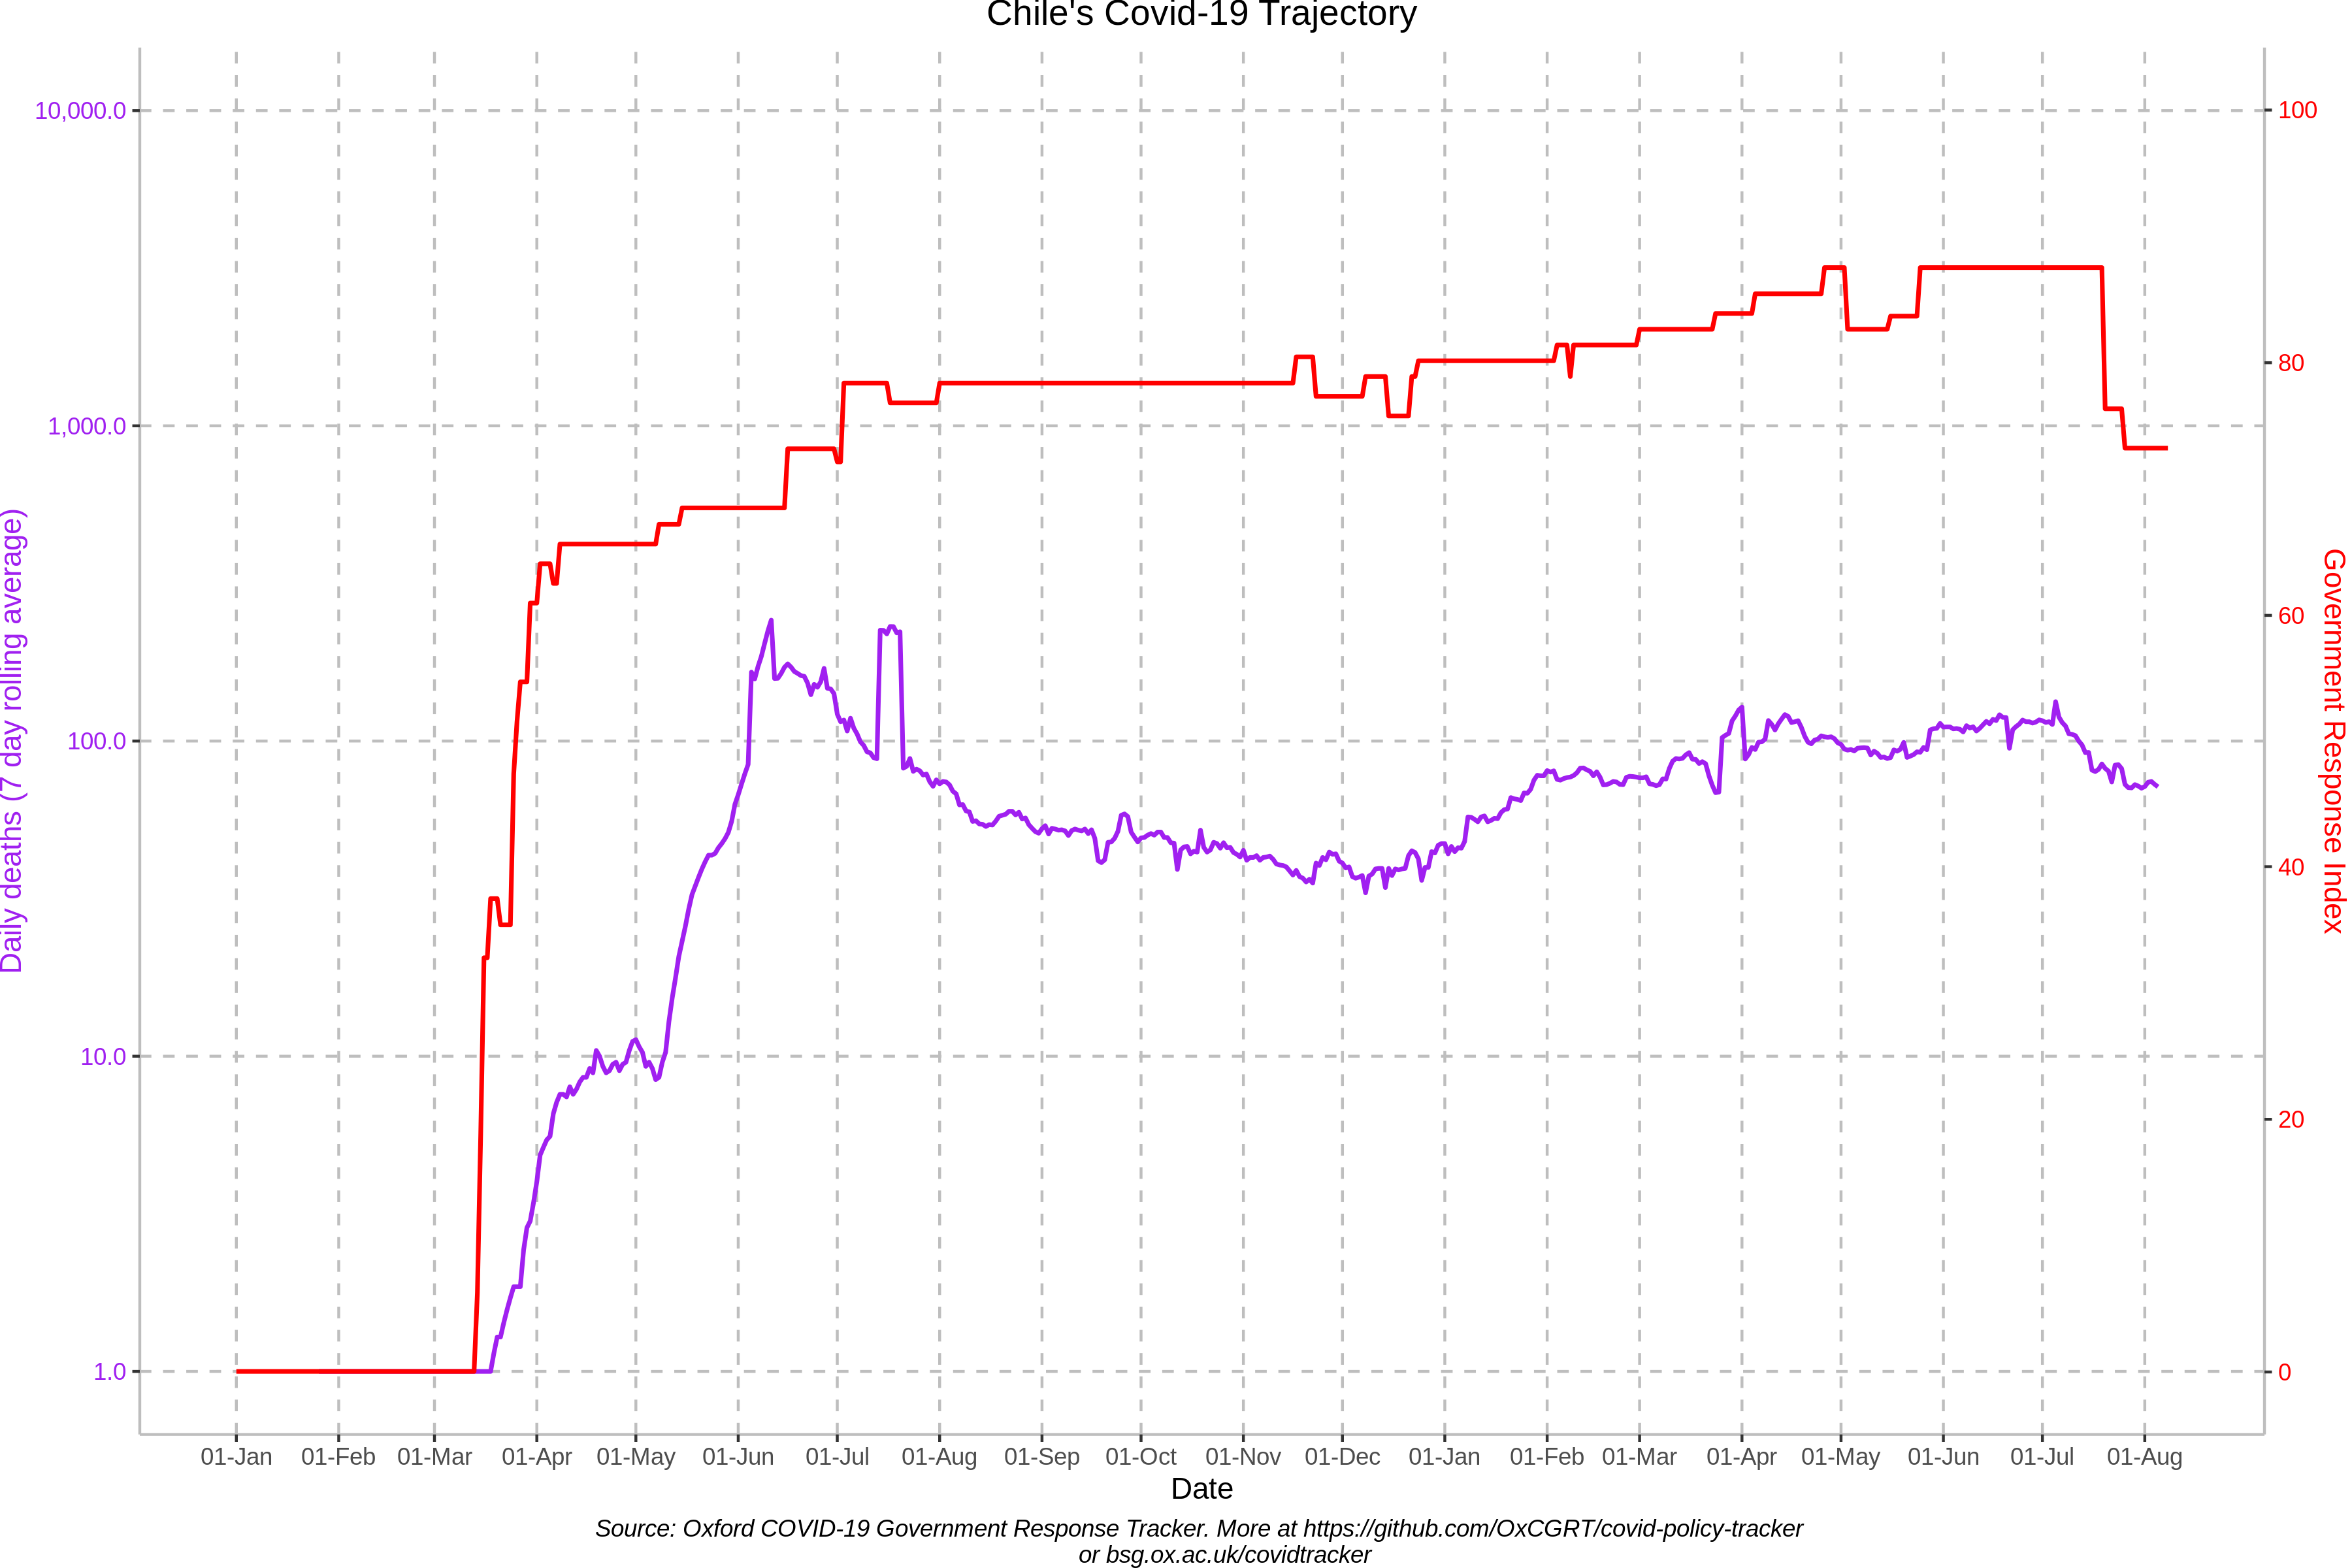 Chile's Covid-19 Trajectory
10,000.0
1,000.0
100.0
10.0
1.0
Daily deaths (7 day rolling average)
100
80
60
40
20
0
Government Response Index
01-Jan 01-Feb 01-Mar 01-Apr 01-May 01-Jun 01-Jul 01-Aug 01-Sep 01-Oct 01-Nov 01-Dec 01-Jan 01-Feb 01-Mar 01-Apr 01-May 01-Jun 01-Jul 01-Aug
Date
Source: Oxford COVID-19 Government Response Tracker. More at https://github.com/OxCGRT/covid-policy-tracker
or bsg.ox.ac.uk/covidtracker